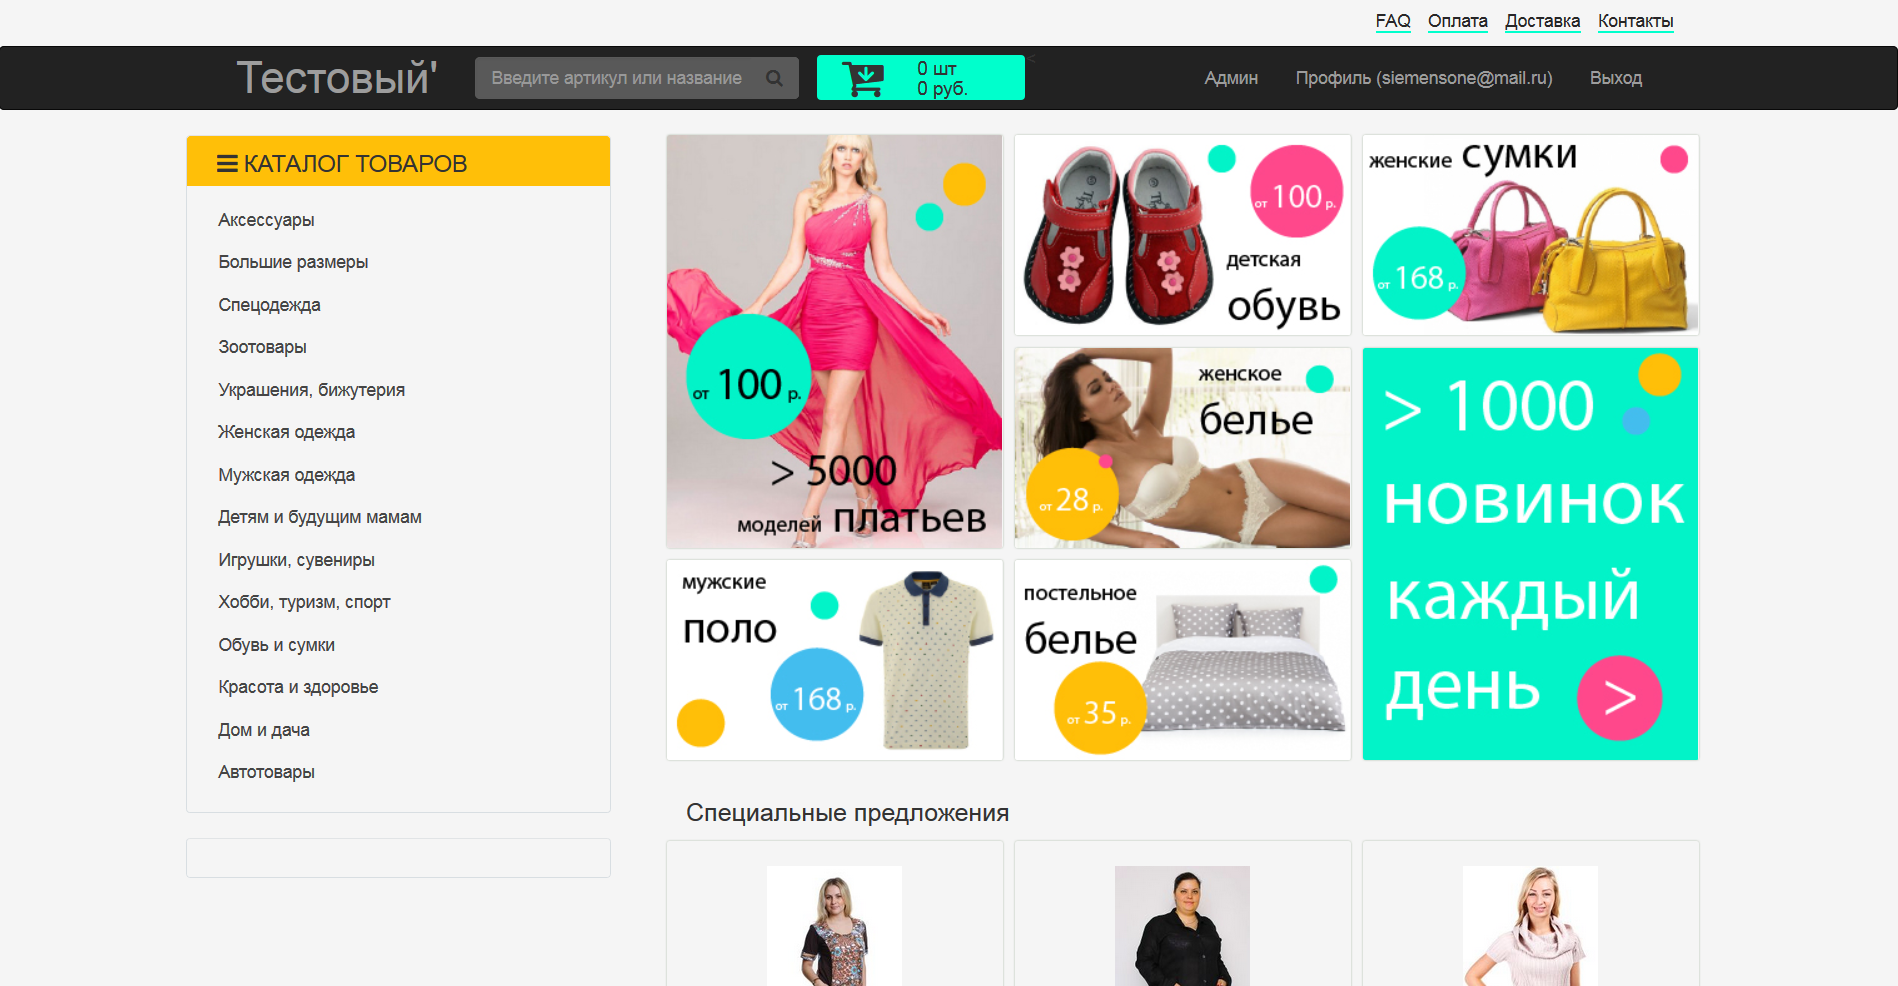 FAQ Оплата Доставка Контакты
Тестовый'
Введите артикул или название
0 шт
0 руб.
Админ Профиль (siemensone@mail.ru) Выход
КАТАЛОГ ТОВАРОВ
Аксессуары
Большие размеры
Спецодежда
Зоотовары
Украшения, бижутерия
Женская одежда
Мужская одежда
Детям и будущим мамам
Игрушки, сувениры
Хобби, туризм, спорт
Обувь и сумки
Красота и здоровье
Дом и дача
Автотовары
от 100 р.
> 5000
моделей платьев
от 100 р.
детская
обувь
женские сумки
от 168 р.
женское
белье
от 28 р.
> 1000
новинок
каждый
день
>
мужские
поло
от 168 р.
постельное
белье
от 35 р.
Специальные предложения